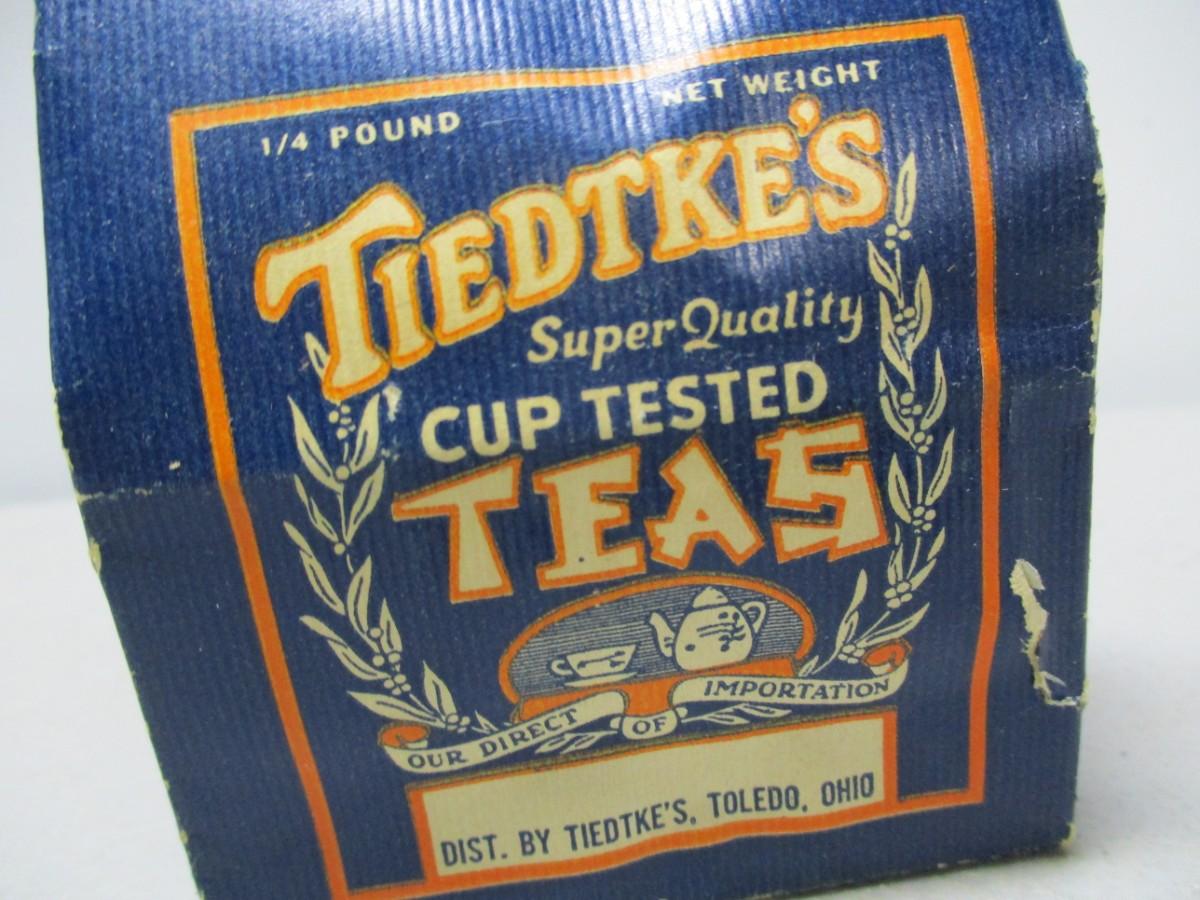 1/4 POUND NET WEIGHT
TIEDTKE'S
Super Quality
CUP TESTED
TEAS
OUR DIRECT OF IMPORTATION
DIST. BY TIEDTKE'S, TOLEDO, OHIO